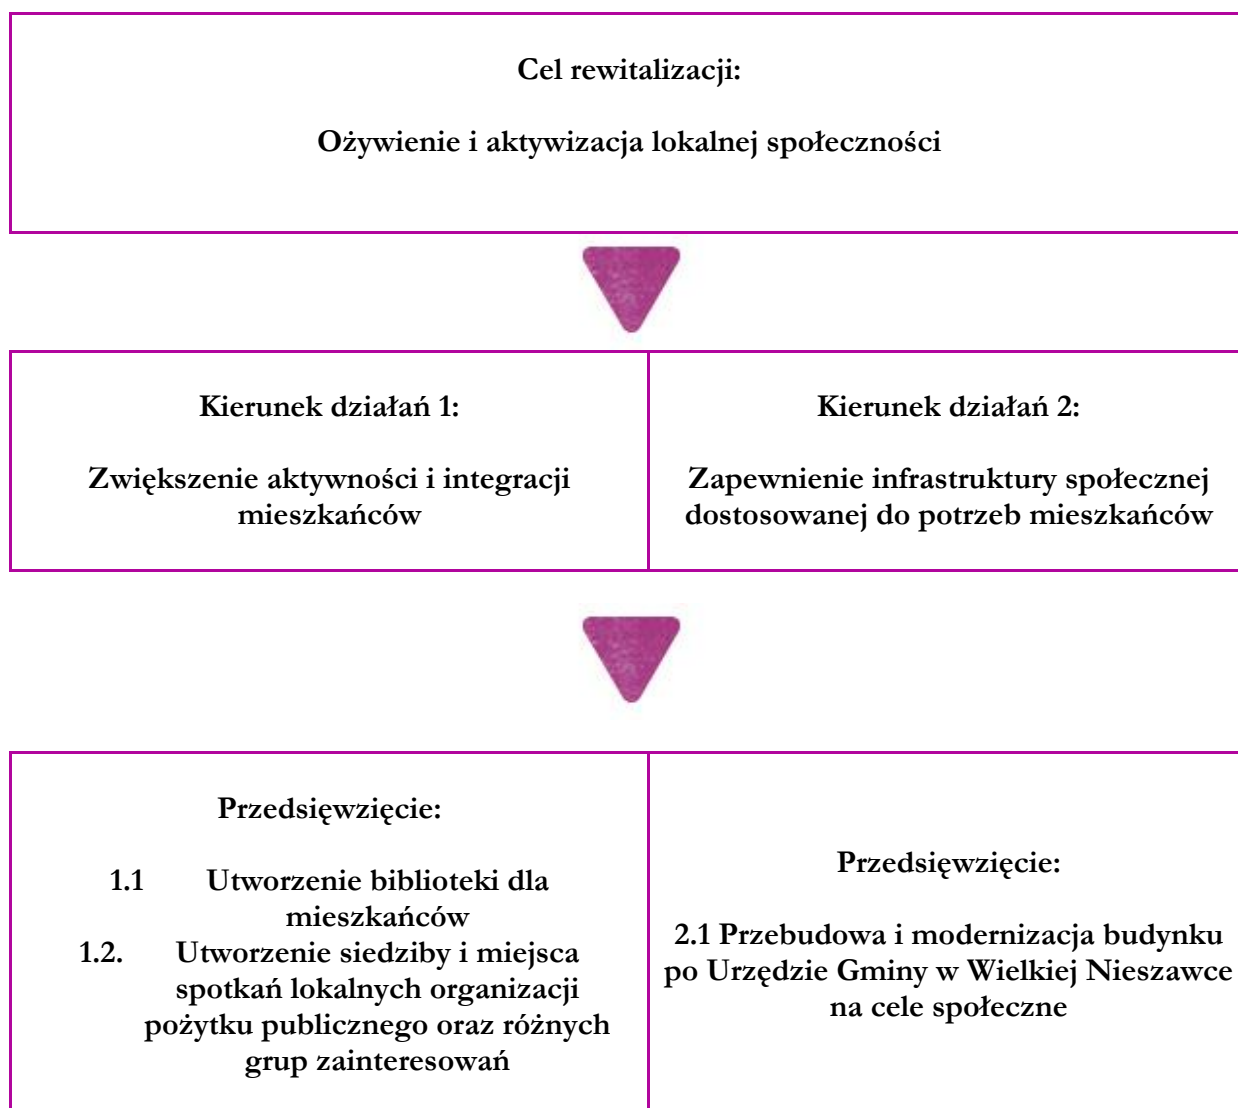 Cel rewitalizacji:
Ożywienie i aktywizacja lokalnej społeczności
Kierunek działań 1:
Zwiększenie aktywności i integracji
mieszkańców
Kierunek działań 2:
Zapewnienie infrastruktury społecznej
dostosowanej do potrzeb mieszkańców
Przedsięwzięcie:
1.1 Utworzenie biblioteki dla
mieszkańców
1.2. Utworzenie siedziby i miejsca
spotkań lokalnych organizacji
pożytku publicznego oraz różnych
grup zainteresowań
Przedsięwzięcie:
2.1 Przebudowa i modernizacja budynku
po Urzędzie Gminy w Wielkiej Nieszawce
na cele społeczne